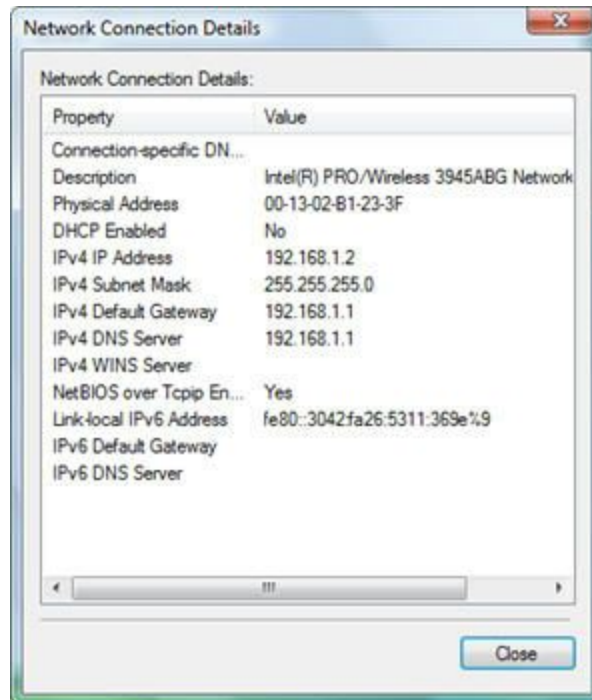 Network Connection Details
Network Connection Details:
Property Value
Connection-specific DN...
Description Intel(R) PRO/Wireless 3945ABG Network
Physical Address 00-13-02-B1-23-3F
DHCP Enabled No
IPv4 IP Address 192.168.1.2
IPv4 Subnet Mask 255.255.255.0
IPv4 Default Gateway 192.168.1.1
IPv4 DNS Server 192.168.1.1
IPv4 WINS Server
NetBIOS over Tcpip En... Yes
Link-local IPv6 Address fe80::3042:fa26:5311:369e%9
IPv6 Default Gateway
IPv6 DNS Server
Close